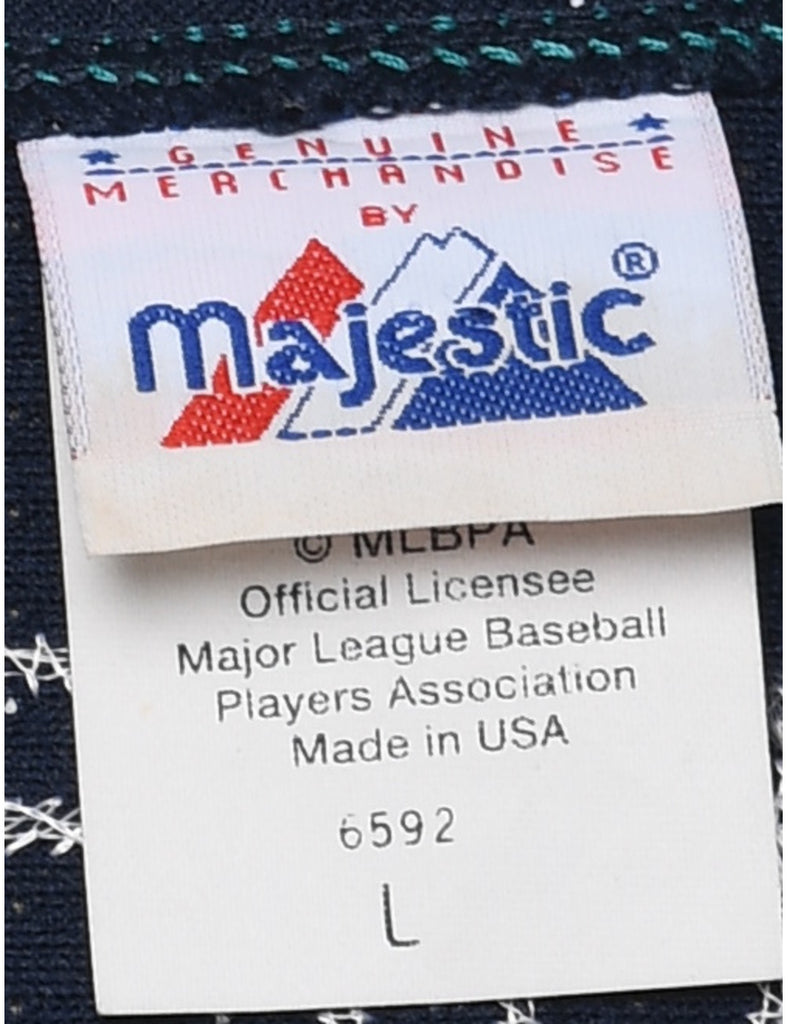 GENUINE
MERCHANDISE
BY
majestic ®
© MLBPA
Official Licensee
Major League Baseball
Players Association
Made in USA
6592
L